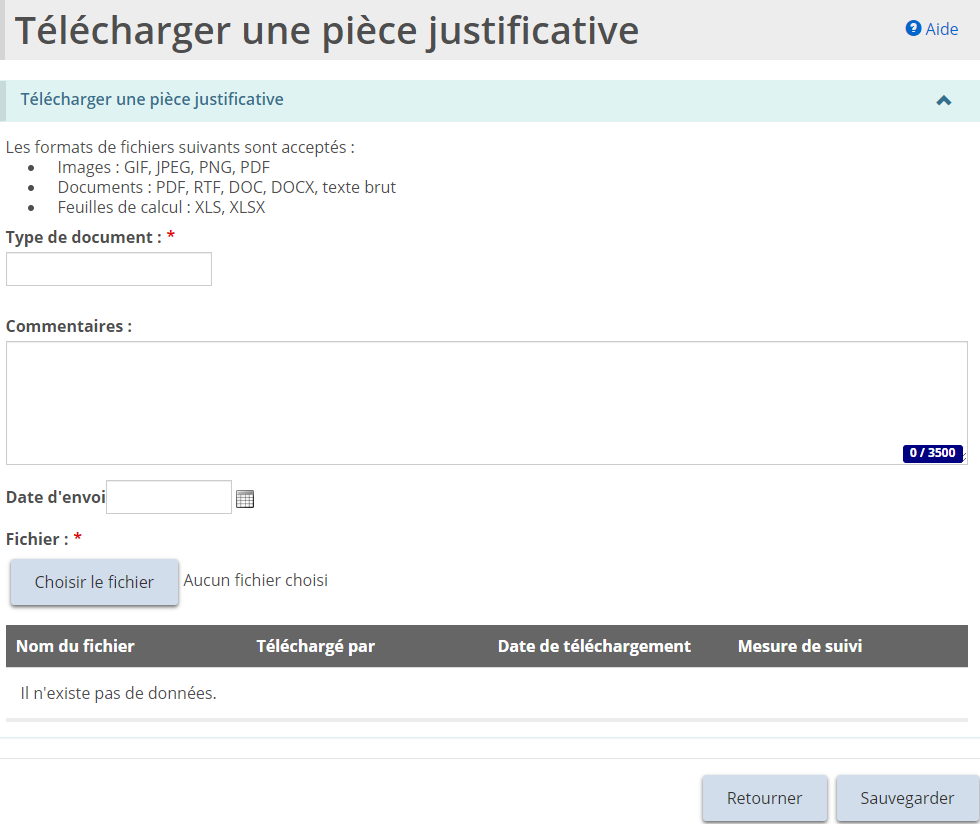 Télécharger une pièce justificative
Aide
Télécharger une pièce justificative
Les formats de fichiers suivants sont acceptés :
• Images : GIF, JPEG, PNG, PDF
• Documents : PDF, RTF, DOC, DOCX, texte brut
• Feuilles de calcul : XLS, XLSX
Type de document : *
Commentaires :
0 / 3500
Date d'envoi
Fichier : *
Choisir le fichier Aucun fichier choisi
Nom du fichier Téléchargé par Date de téléchargement Mesure de suivi
Il n'existe pas de données.
Retourner Sauvegarder